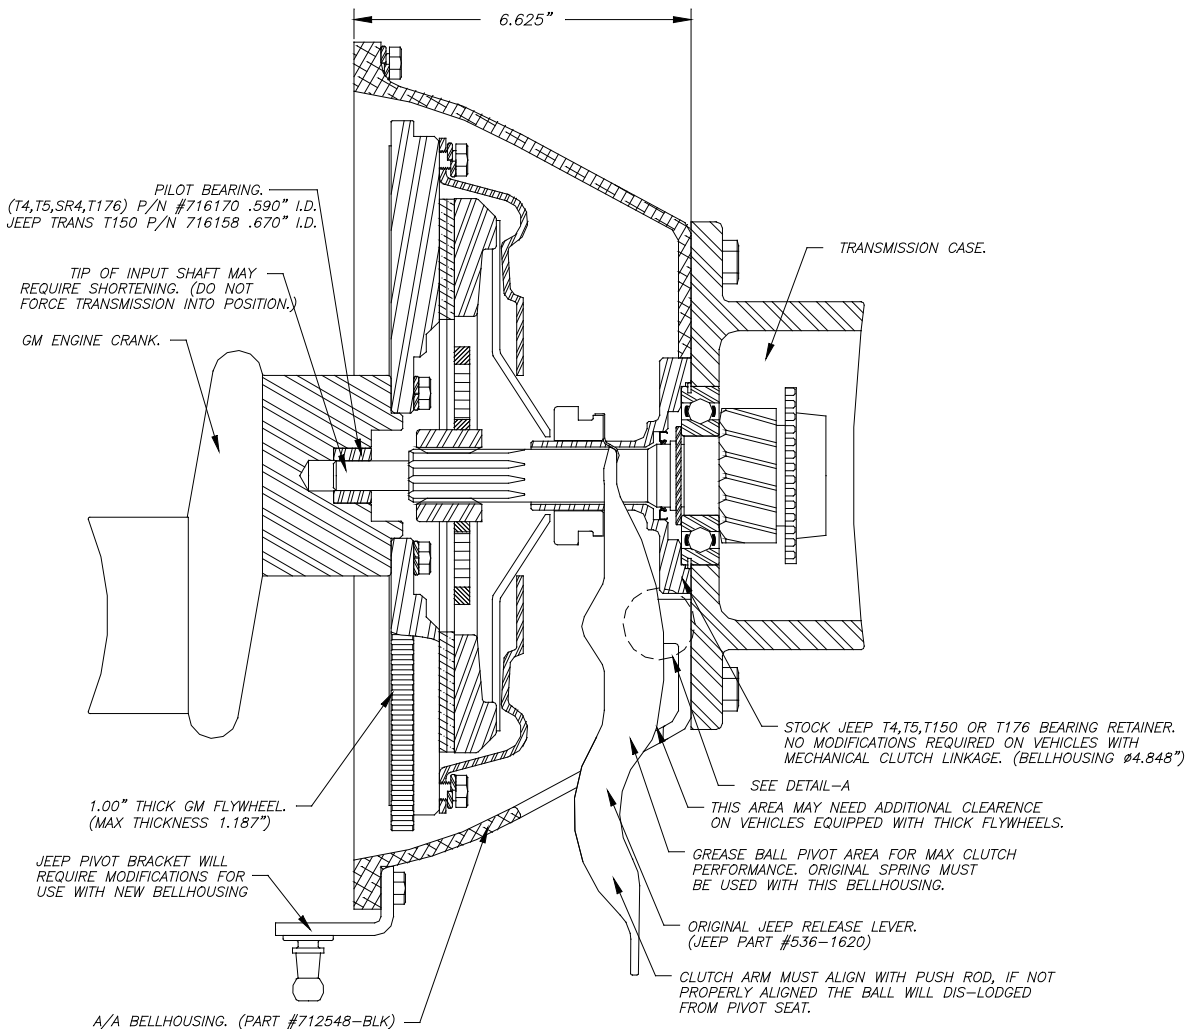 6.625"
PILOT BEARING.
(T4,T5,SR4,T176) P/N #716170 .590" I.D.
JEEP TRANS T150 P/N 716158 .670" I.D.
TIP OF INPUT SHAFT MAY
REQUIRE SHORTENING. (DO NOT
FORCE TRANSMISSION INTO POSITION.)
GM ENGINE CRANK.
TRANSMISSION CASE.
STOCK JEEP T4,T5,T150 OR T176 BEARING RETAINER.
NO MODIFICATIONS REQUIRED ON VEHICLES WITH
MECHANICAL CLUTCH LINKAGE. (BELLHOUSING ø4.848")
SEE DETAIL-A
THIS AREA MAY NEED ADDITIONAL CLEARENCE
ON VEHICLES EQUIPPED WITH THICK FLYWHEELS.
1.00" THICK GM FLYWHEEL.
(MAX THICKNESS 1.187")
GREASE BALL PIVOT AREA FOR MAX CLUTCH
PERFORMANCE. ORIGINAL SPRING MUST
BE USED WITH THIS BELLHOUSING.
JEEP PIVOT BRACKET WILL
REQUIRE MODIFICATIONS FOR
USE WITH NEW BELLHOUSING
ORIGINAL JEEP RELEASE LEVER.
(JEEP PART #536-1620)
CLUTCH ARM MUST ALIGN WITH PUSH ROD, IF NOT
PROPERLY ALIGNED THE BALL WILL DIS-LODGED
FROM PIVOT SEAT.
A/A BELLHOUSING. (PART #712548-BLK)